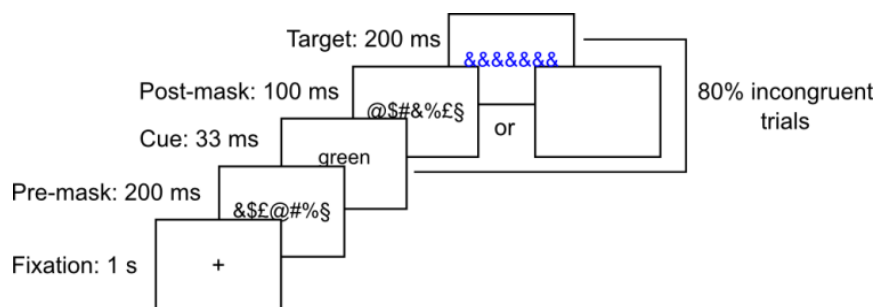 Target: 200 ms
&&&&&&&
Post-mask: 100 ms
@$#&%£§
or
80% incongruent
trials
Cue: 33 ms
green
Pre-mask: 200 ms
&$£@#%§
Fixation: 1 s
+